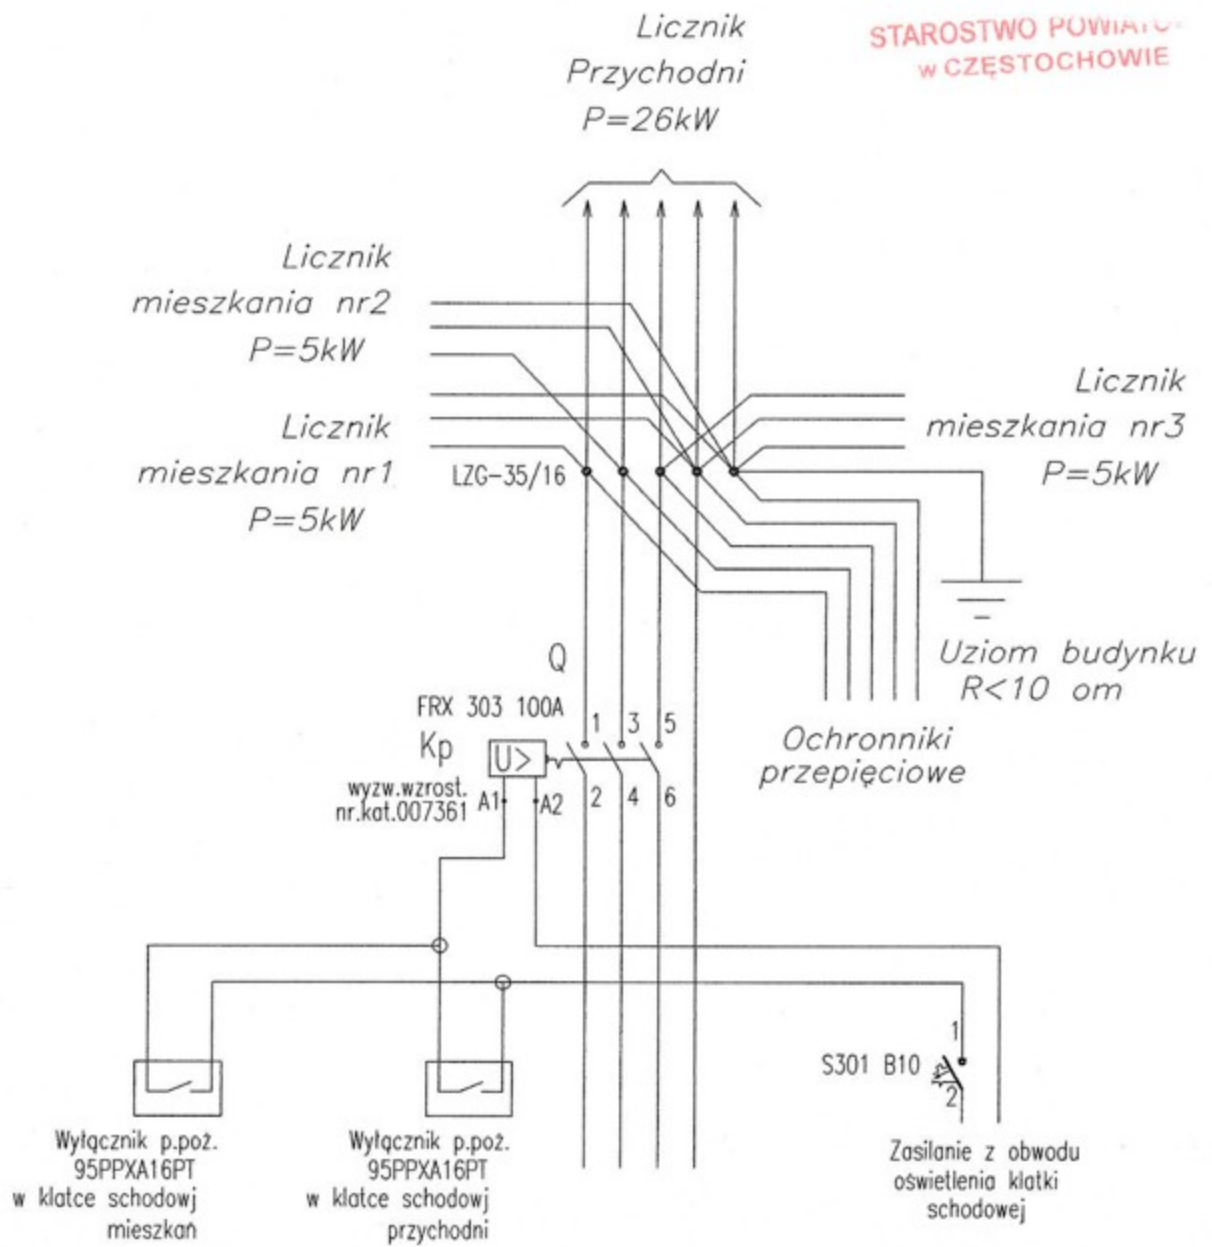 Licznik
Przychodni
P=26kW
STAROSTWO
w CZĘSTOCHOWIE
Licznik
mieszkania nr2
P=5kW
Licznik
mieszkania nr1
P=5kW
LZG-35/16
Licznik
mieszkania nr3
P=5kW
Uziom budynku
R<10 om
Ochronniki
przepięciowe
Q
FRX 303 100A
Kp
U>
wyzw.wzrost.
nr.kat.007361
A1
A2
1 3 5
2 4 6
1
S301 B10
2
Wyłącznik p.poż.
95PPXA16PT
w klatce schodowj
mieszkań
Wyłącznik p.poż.
95PPXA16PT
w klatce schodowj
przychodni
Zasilanie z obwodu
oświetlenia klatki
schodowej